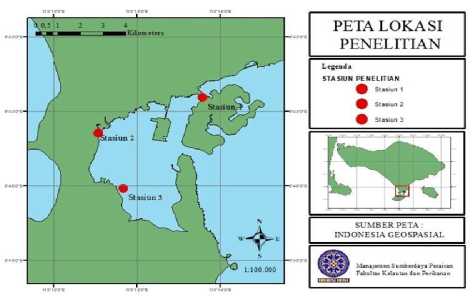 0 0,5 1 2 3 4
Kilometers
Stasiun 1
Stasiun 2
Stasiun 3
N
W E
S
1:100.000
PETA LOKASI
PENELITIAN
Legenda
STASIUN PENELITIAN
Stasiun 1
Stasiun 2
Stasiun 3
SUMBER PETA :
INDONESIA GEOSPASIAL
Manajemen Sumberdaya Perairan
Fakultas Kelautan dan Perikanan